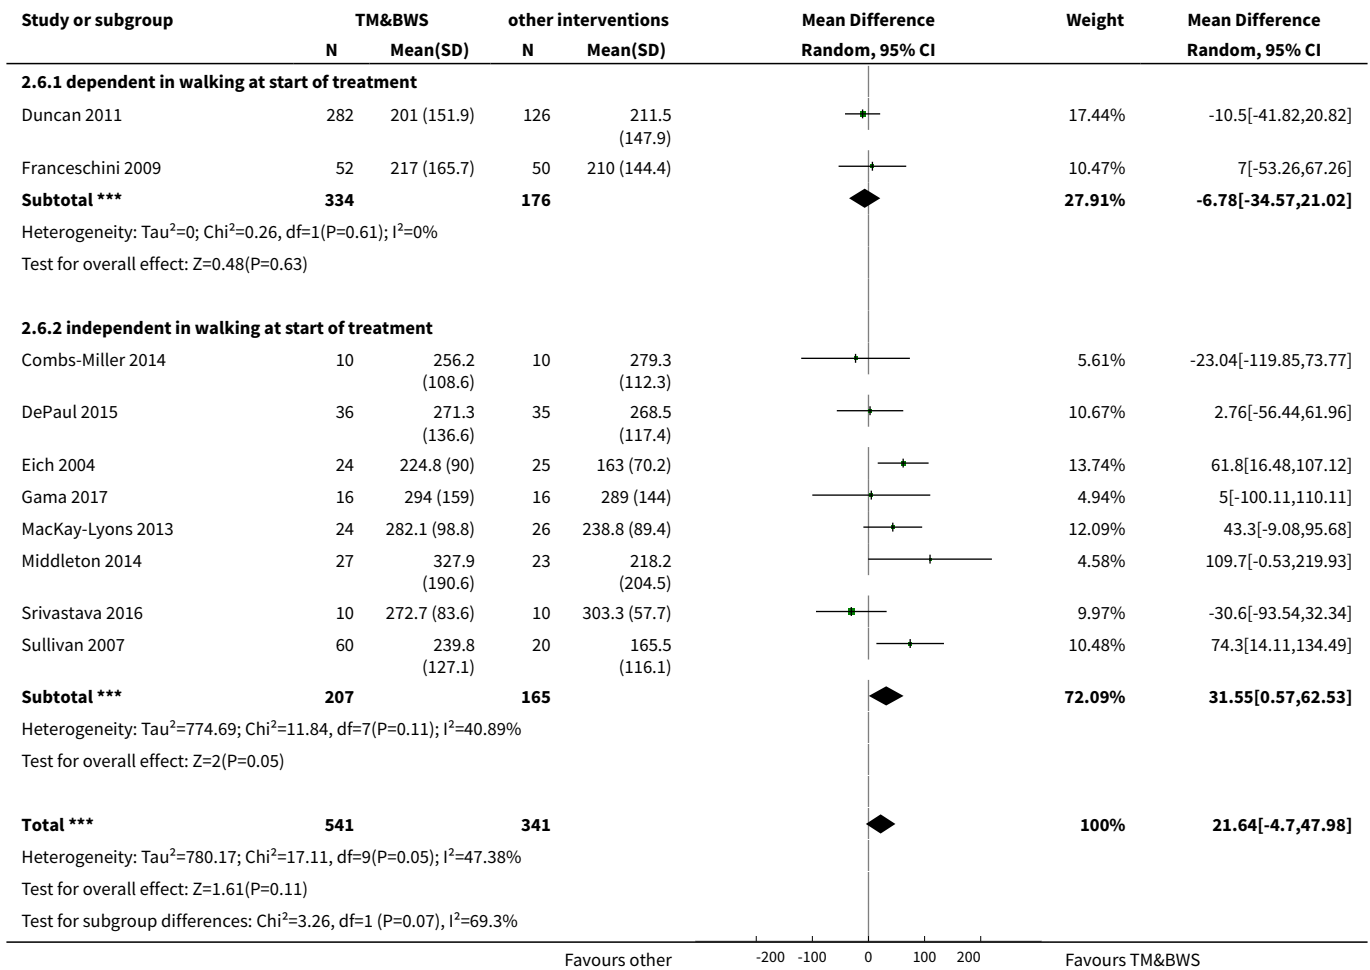 Study or subgroup TM&BWS other interventions Mean Difference Weight Mean Difference
N Mean(SD) N Mean(SD) Random, 95% CI Random, 95% CI
2.6.1 dependent in walking at start of treatment
Duncan 2011 282 201 (151.9) 126 211.5 17.44% -10.5[-41.82,20.82]
(147.9)
Franceschini 2009 52 217 (165.7) 50 210 (144.4) 10.47% 7[-53.26,67.26]
Subtotal *** 334 176 27.91% -6.78[-34.57,21.02]
Heterogeneity: Tau²=0; Chi²=0.26, df=1(P=0.61); I²=0%
Test for overall effect: Z=0.48(P=0.63)
2.6.2 independent in walking at start of treatment
Combs-Miller 2014 10 256.2 10 279.3 5.61% -23.04[-119.85,73.77]
(108.6) (112.3)
DePaul 2015 36 271.3 35 268.5 10.67% 2.76[-56.44,61.96]
(136.6) (117.4)
Eich 2004 24 224.8 (90) 25 163 (70.2) 13.74% 61.8[16.48,107.12]
Gama 2017 16 294 (159) 16 289 (144) 4.94% 5[-100.11,110.11]
MacKay-Lyons 2013 24 282.1 (98.8) 26 238.8 (89.4) 12.09% 43.3[-9.08,95.68]
Middleton 2014 27 327.9 23 218.2 4.58% 109.7[-0.53,219.93]
(190.6) (204.5)
Srivastava 2016 10 272.7 (83.6) 10 303.3 (57.7) 9.97% -30.6[-93.54,32.34]
Sullivan 2007 60 239.8 20 165.5 10.48% 74.3[14.11,134.49]
(127.1) (116.1)
Subtotal *** 207 165 72.09% 31.55[0.57,62.53]
Heterogeneity: Tau²=774.69; Chi²=11.84, df=7(P=0.11); I²=40.89%
Test for overall effect: Z=2(P=0.05)
Total *** 541 341 100% 21.64[-4.7,47.98]
Heterogeneity: Tau²=780.17; Chi²=17.11, df=9(P=0.05); I²=47.38%
Test for overall effect: Z=1.61(P=0.11)
Test for subgroup differences: Chi²=3.26, df=1 (P=0.07), I²=69.3%
Favours other -200 -100 0 100 200 Favours TM&BWS